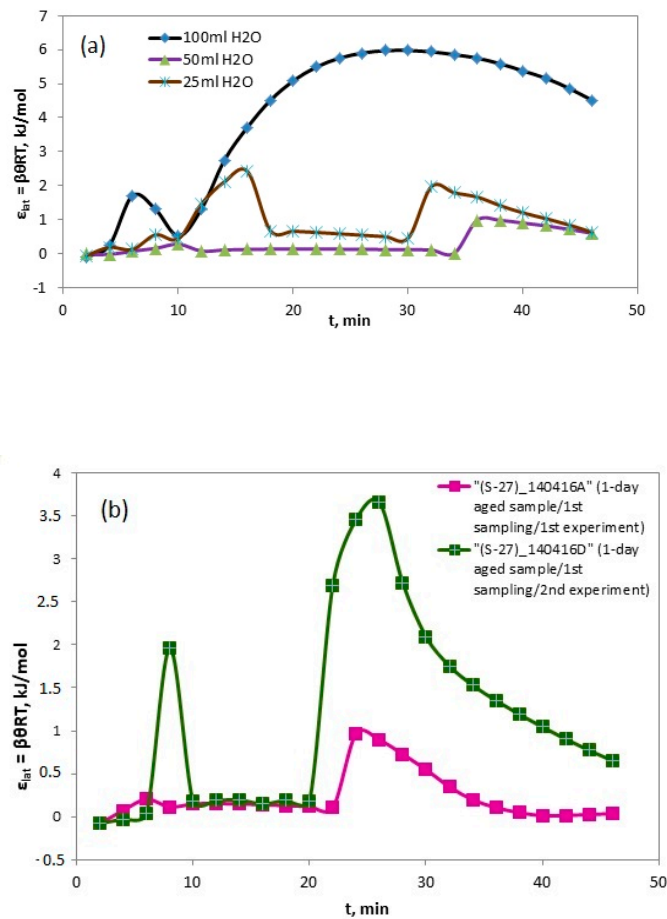 7
6
5
4
3
2
1
0
-1
(a)
100ml H2O
50ml H2O
25ml H2O
εlat = βθRT, kJ/mol
0 10 20 30 40 50
t, min
4
3.5
3
2.5
2
1.5
1
0.5
0
-0.5
(b)
"(S-27)_140416A" (1-day
aged sample/1st
sampling/1st experiment)
"(S-27)_140416D" (1-day
aged sample/1st
sampling/2nd experiment)
εlat = βθRT, kJ/mol
0 10 20 30 40 50
t, min